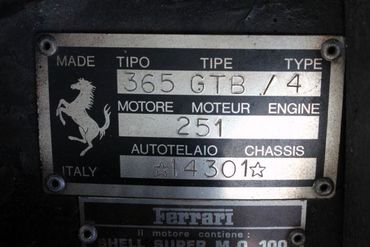 MADE TIPO TIPE TYPE
365 GTB / 4
MOTORE MOTEUR ENGINE
251
AUTOTELAIO CHASSIS
ITALY ☆14301☆
Ferrari
il motore contiene:
SHELL SUPER M.O. 100